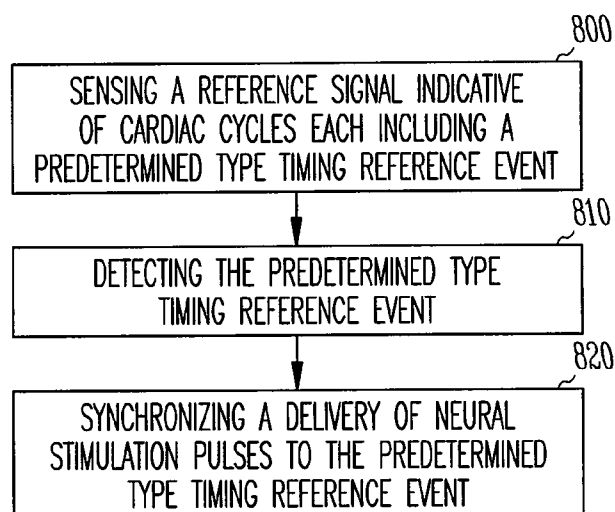 800
SENSING A REFERENCE SIGNAL INDICATIVE
OF CARDIAC CYCLES EACH INCLUDING A
PREDETERMINED TYPE TIMING REFERENCE EVENT
810
DETECTING THE PREDETERMINED TYPE
TIMING REFERENCE EVENT
820
SYNCHRONIZING A DELIVERY OF NEURAL
STIMULATION PULSES TO THE PREDETERMINED
TYPE TIMING REFERENCE EVENT